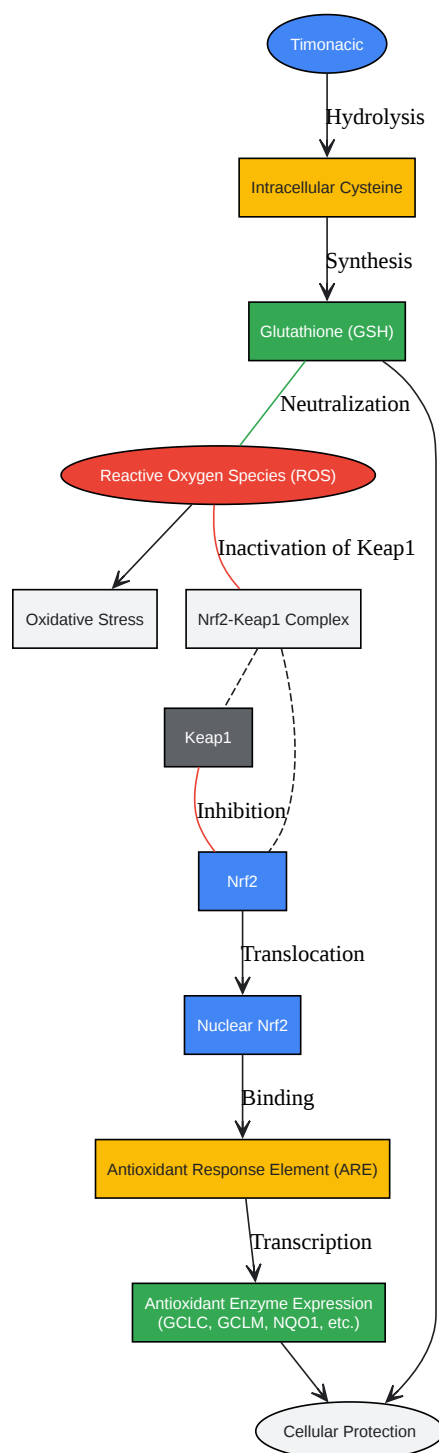 Timonacic
Hydrolysis
Intracellular Cysteine
Synthesis
Glutathione (GSH)
Neutralization
Reactive Oxygen Species (ROS)
Inactivation of Keap1
Oxidative Stress
Nrf2-Keap1 Complex
Keap1
Inhibition
Nrf2
Translocation
Nuclear Nrf2
Binding
Antioxidant Response Element (ARE)
Transcription
Antioxidant Enzyme Expression
(GCLC, GCLM, NQO1, etc.)
Cellular Protection